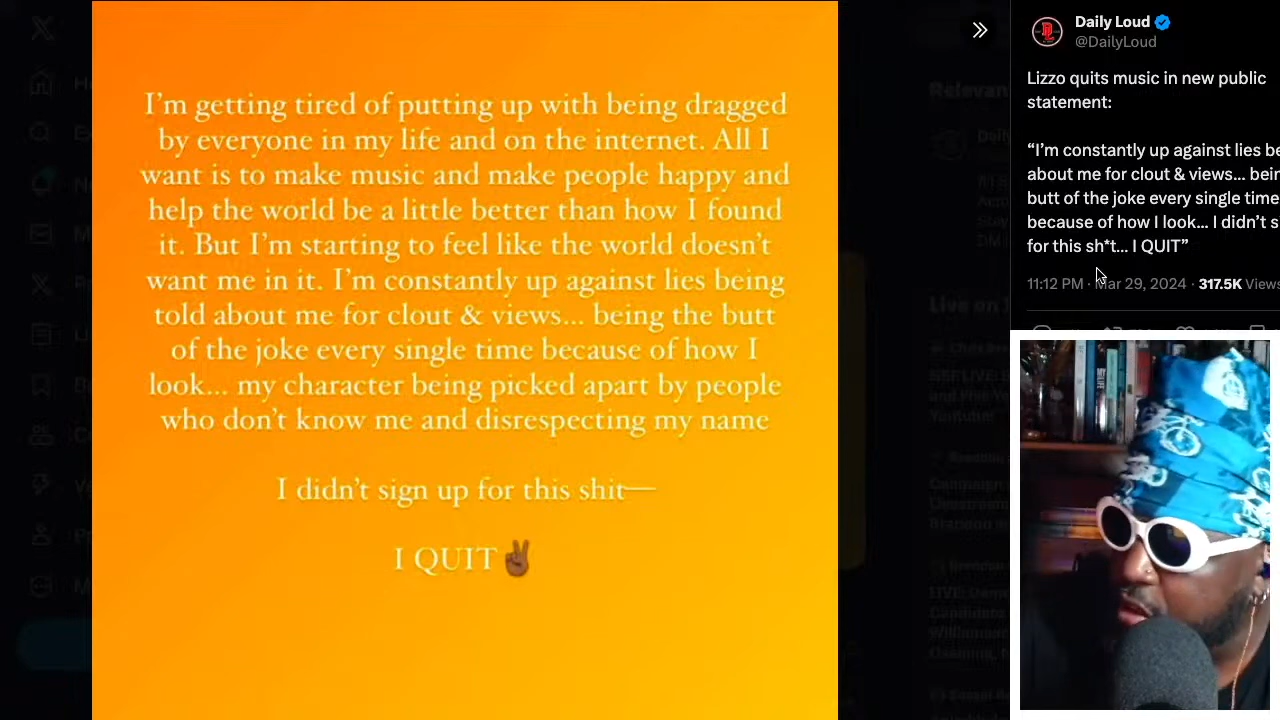 I'm getting tired of putting up with being dragged
by everyone in my life and on the internet. All I
want is to make music and make people happy and
help the world be a little better than how I found
it. But I'm starting to feel like the world doesn't
want me in it. I'm constantly up against lies being
told about me for clout & views... being the butt
of the joke every single time because of how I
look... my character being picked apart by people
who don't know me and disrespecting my name
I didn't sign up for this shit—
I QUIT✌🏾
Daily Loud
@DailyLoud
Lizzo quits music in new public
statement:
“I'm constantly up against lies be
about me for clout & views... bein
butt of the joke every single time
because of how I look... I didn't s
for this sh*t... I QUIT”
11:12 PM · Mar 29, 2024 · 317.5K Views
Relevan
Live on